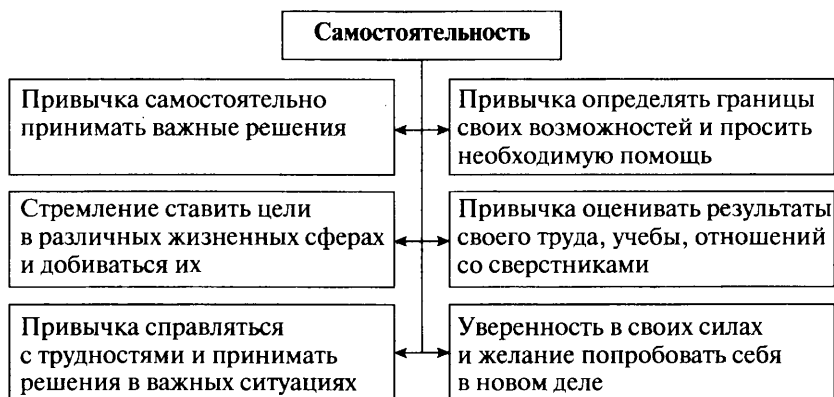 Самостоятельность
Привычка самостоятельно
принимать важные решения
Привычка определять границы
своих возможностей и просить
необходимую помощь
Стремление ставить цели
в различных жизненных сферах
и добиваться их
Привычка оценивать результаты
своего труда, учебы, отношений
со сверстниками
Привычка справляться
с трудностями и принимать
решения в важных ситуациях
Уверенность в своих силах
и желание попробовать себя
в новом деле